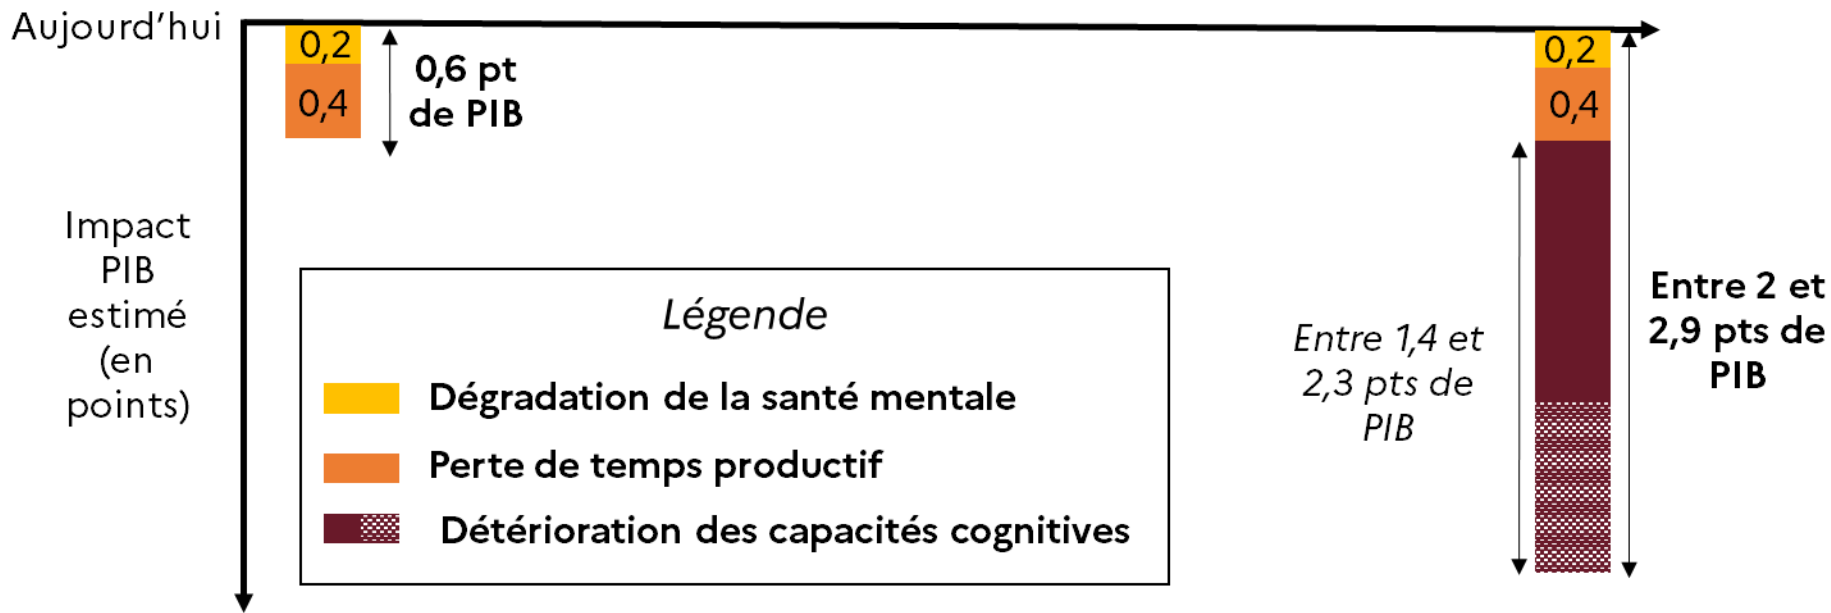 Aujourd'hui
0,2
0,4
0,6 pt
de PIB
0,2
0,4
Impact
PIB
estimé
(en
points)
Légende
Dégradation de la santé mentale
Perte de temps productif
Détérioration des capacités cognitives
Entre 1,4 et
2,3 pts de
PIB
Entre 2 et
2,9 pts de
PIB